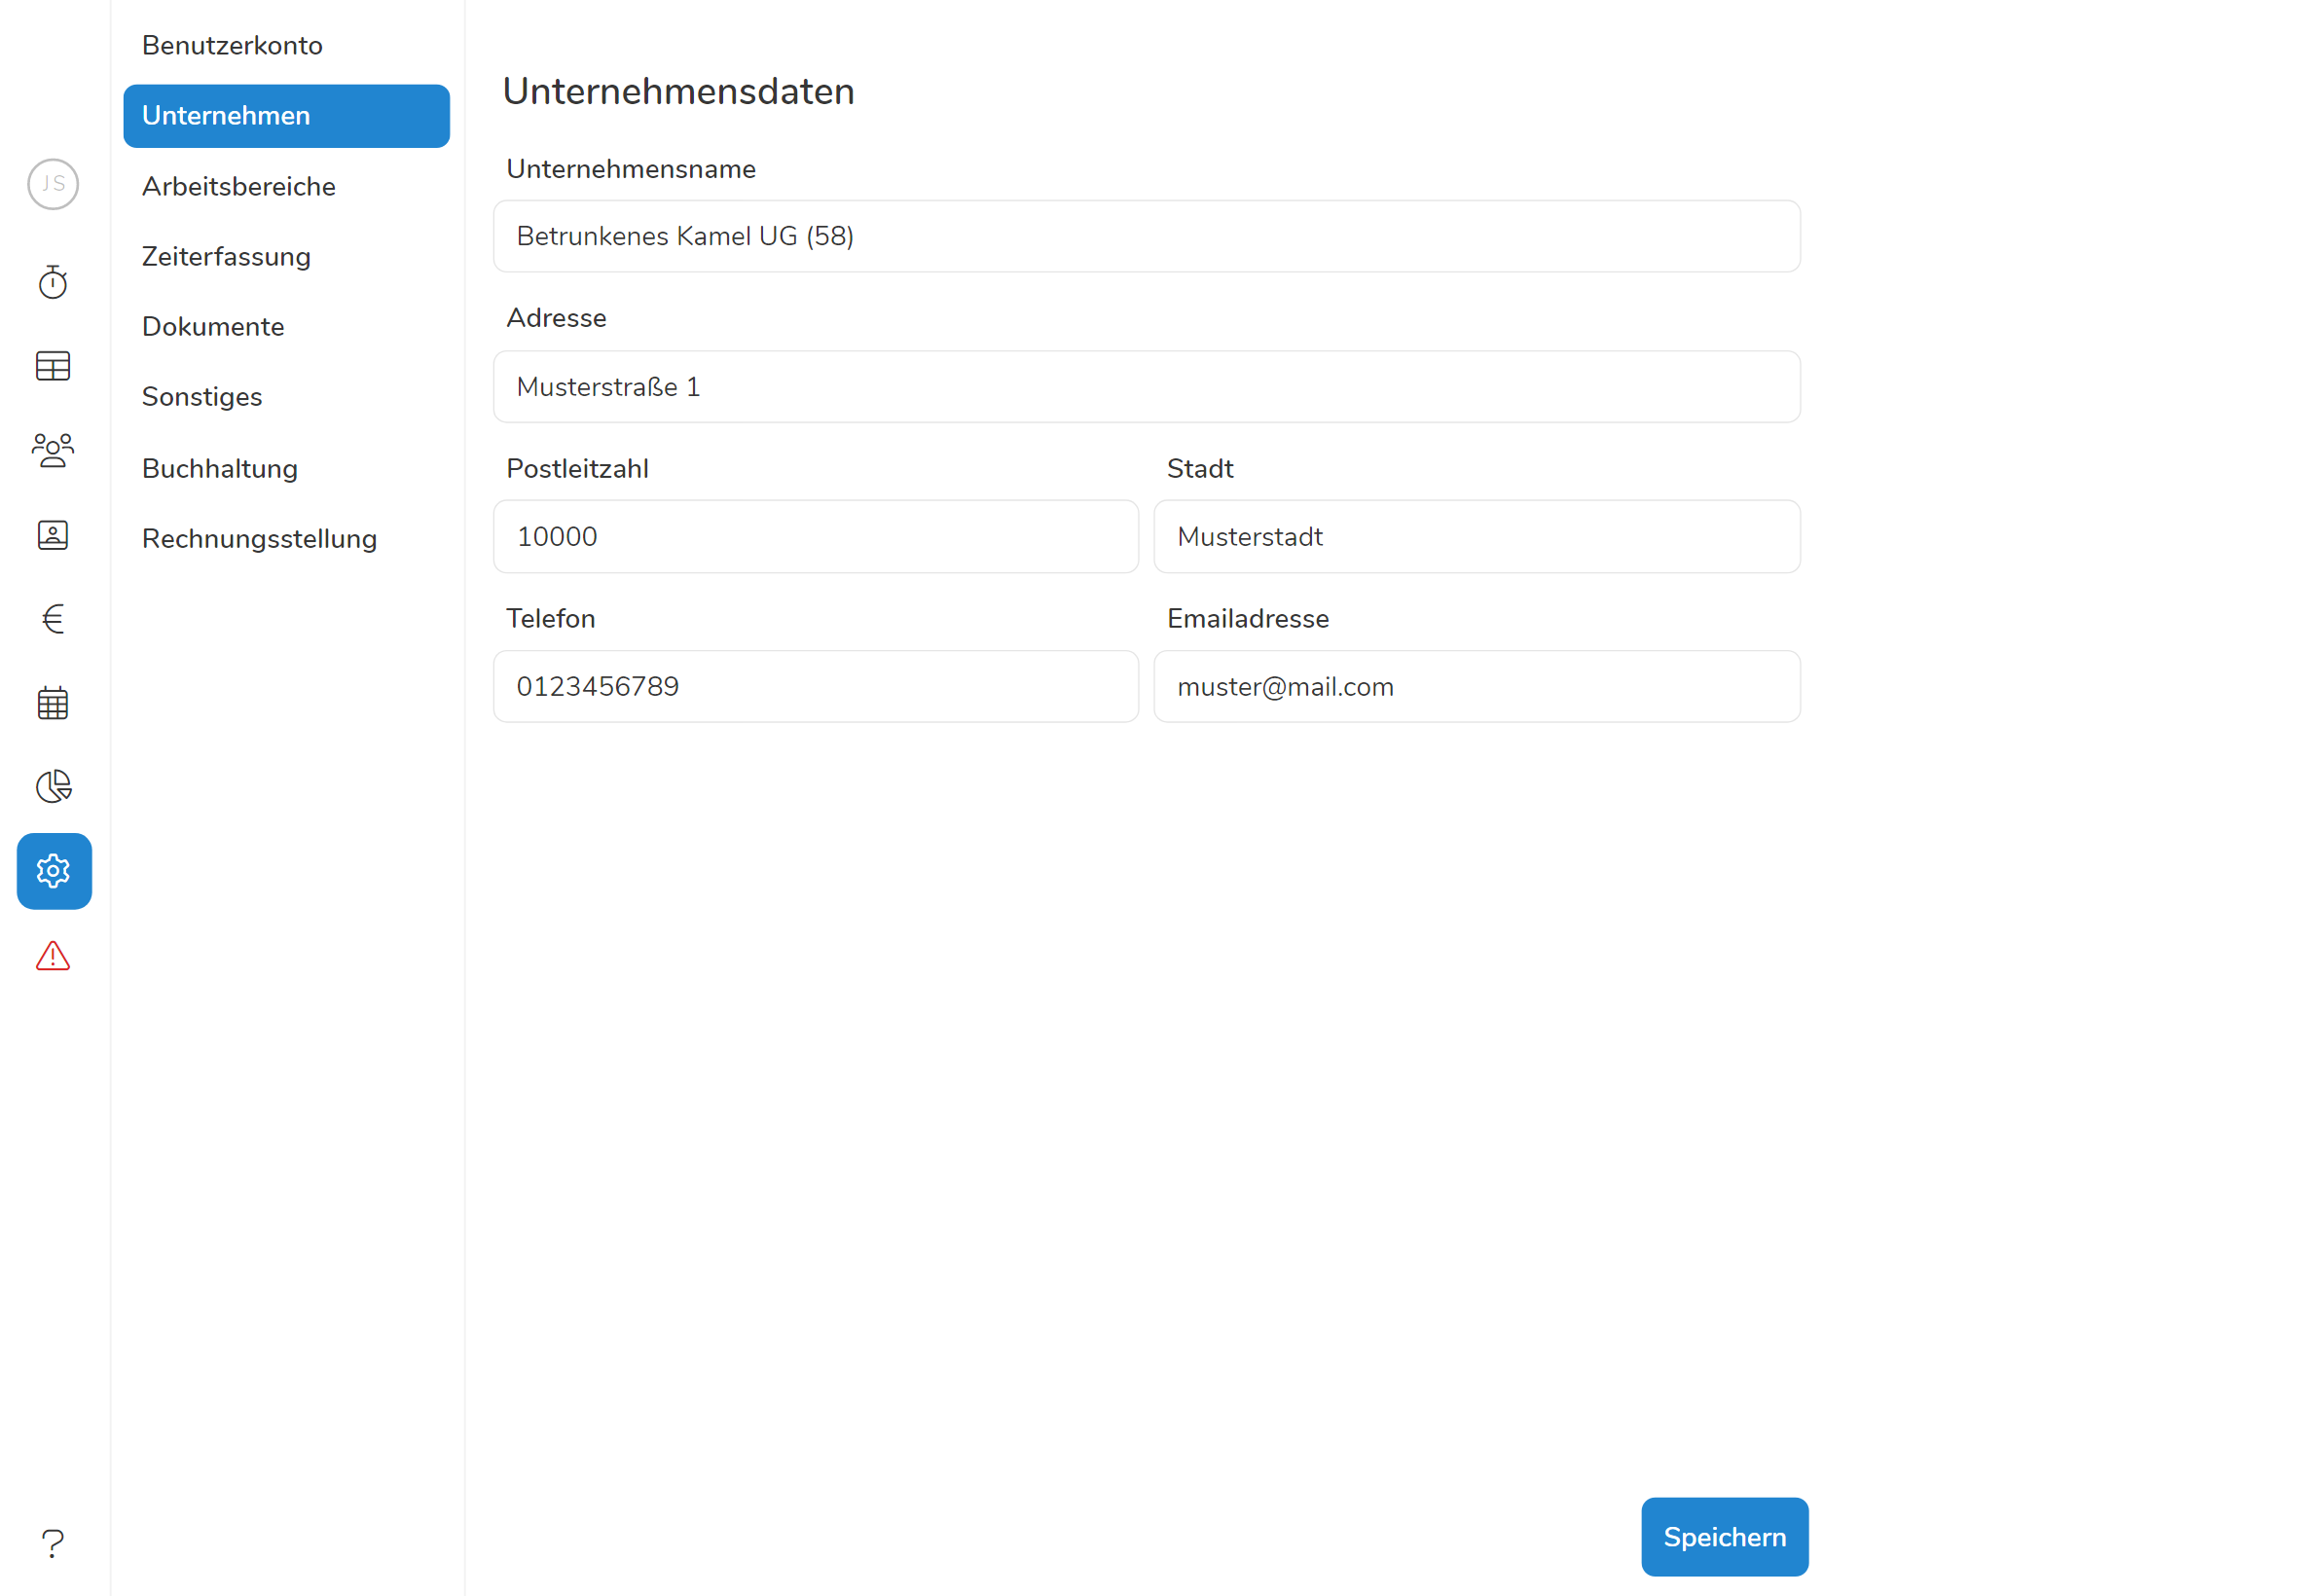 JS
Benutzerkonto
Unternehmen
Arbeitsbereiche
Zeiterfassung
Dokumente
Sonstiges
Buchhaltung
Rechnungsstellung
Unternehmensdaten
Unternehmensname
Betrunkenes Kamel UG (58)
Adresse
Musterstraße 1
Postleitzahl
Stadt
10000
Musterstadt
Telefon
Emailadresse
0123456789
muster@mail.com
Speichern